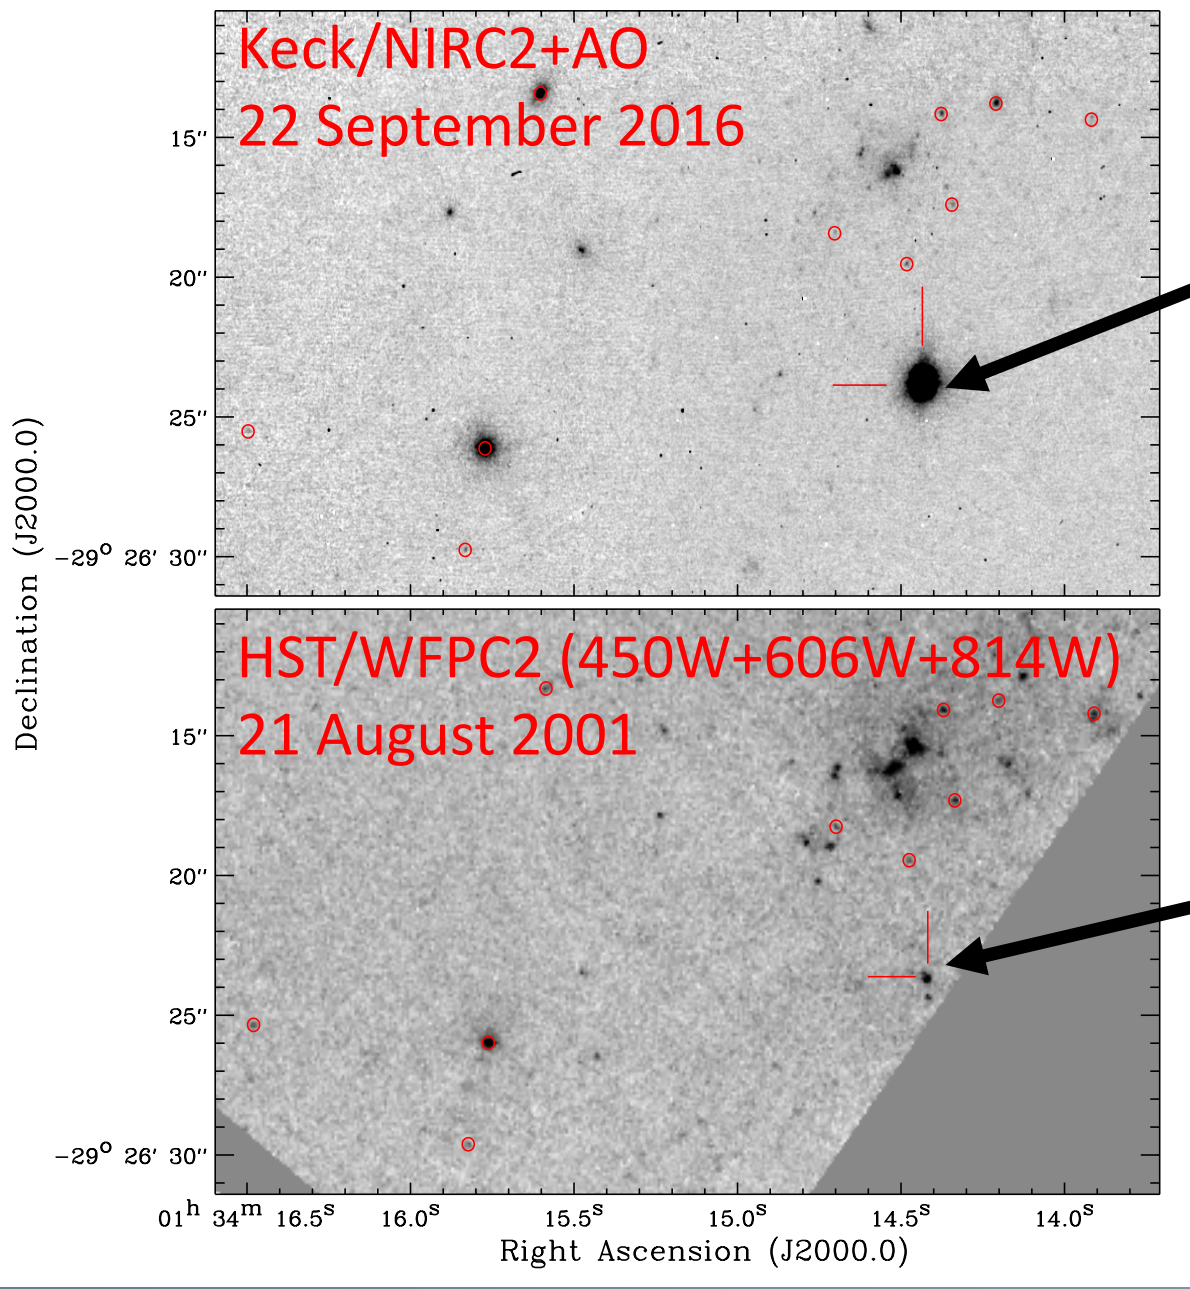 Keck/NIRC2+AO
22 September 2016
15″
20″
25″
−29° 26′ 30″
Declination (J2000.0)
HST/WFPC2 (450W+606W+814W)
21 August 2001
15″
20″
25″
−29° 26′ 30″
01ʰ 34ᵐ 16.5ˢ 16.0ˢ 15.5ˢ 15.0ˢ 14.5ˢ 14.0ˢ
Right Ascension (J2000.0)